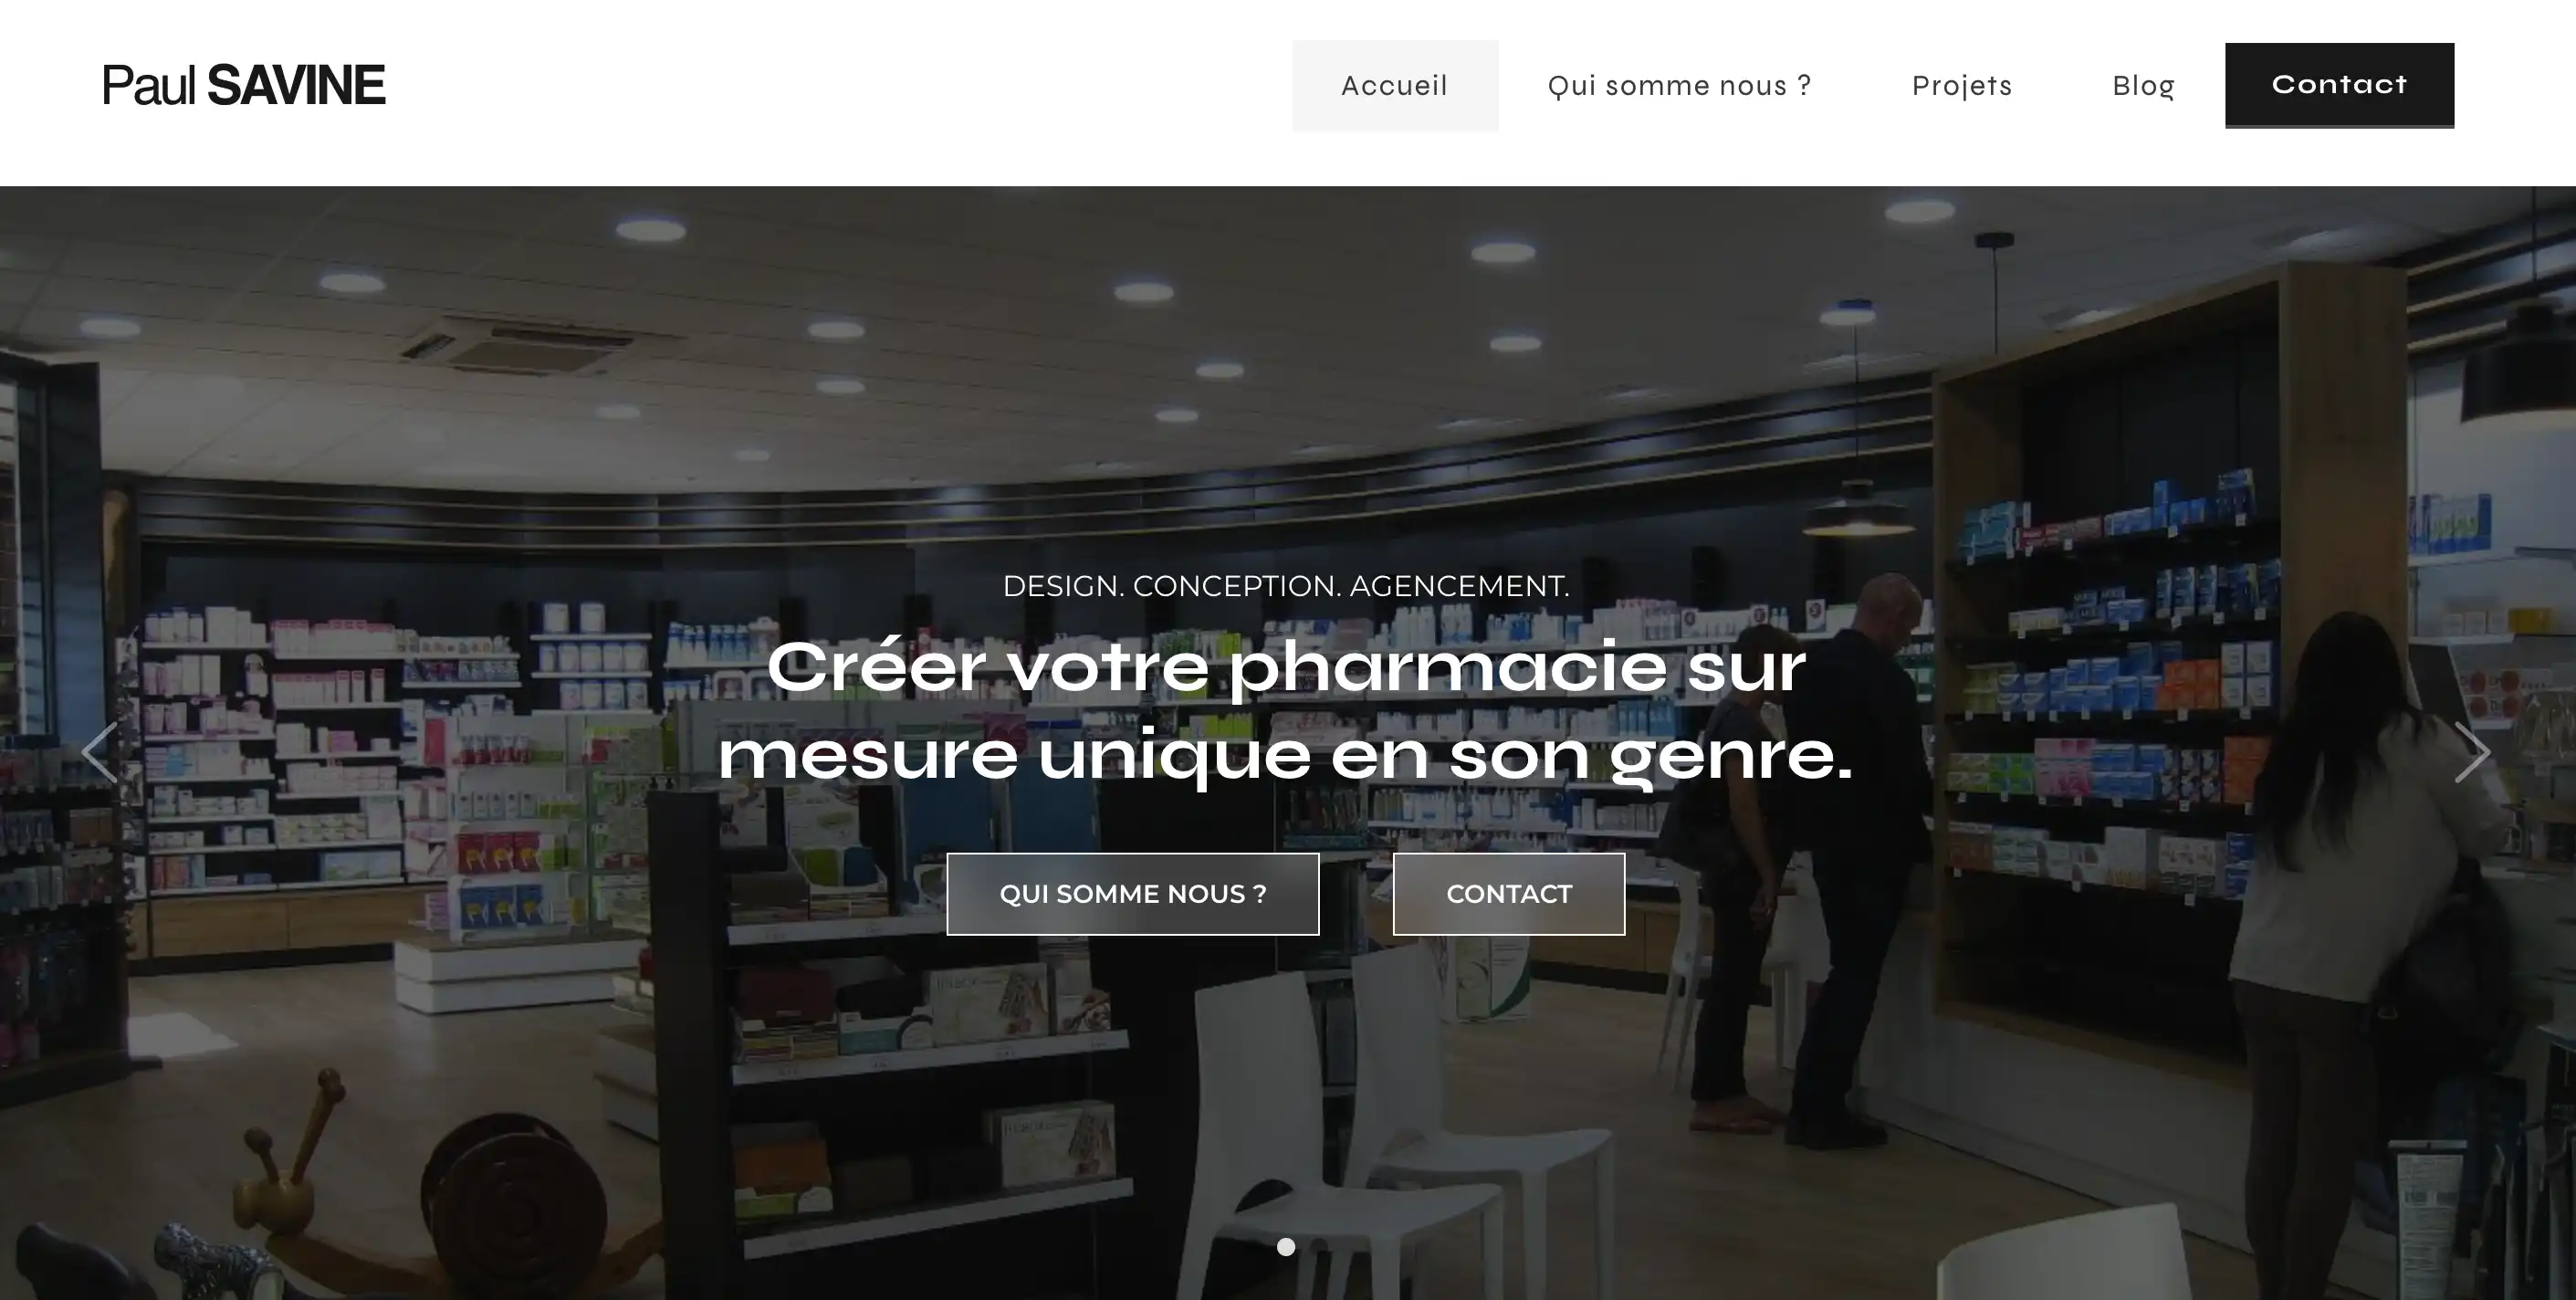 Paul SAVINE
Accueil
Qui somme nous ?
Projets
Blog
Contact
DESIGN. CONCEPTION. AGENCEMENT.
Créer votre pharmacie sur
mesure unique en son genre.
QUI SOMME NOUS ?
CONTACT